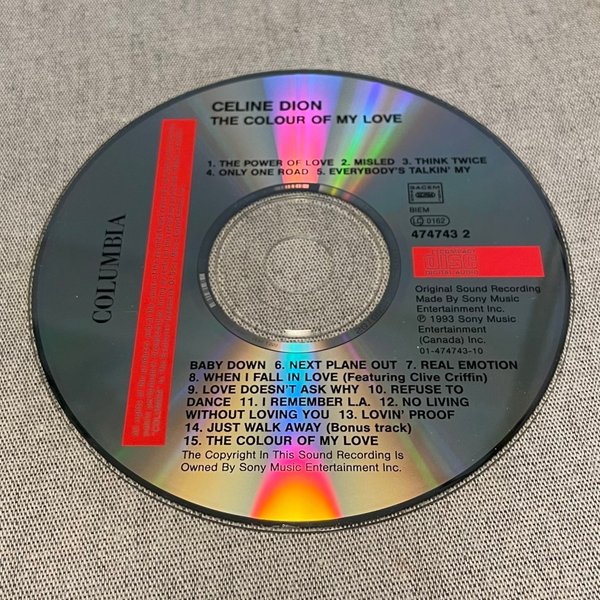 CELINE DION
THE COLOUR OF MY LOVE
1. THE POWER OF LOVE 2. MISLED 3. THINK TWICE
4. ONLY ONE ROAD 5. EVERYBODY'S TALKIN' MY
SACEM
BIEM
LC 0162
474743 2
COLUMBIA
COMPACT
disc
DIGITAL AUDIO
Original Sound Recording
Made By Sony Music
Entertainment Inc.
℗ 1993 Sony Music
Entertainment
(Canada) Inc.
01-474743-10
BABY DOWN 6. NEXT PLANE OUT 7. REAL EMOTION
8. WHEN I FALL IN LOVE (Featuring Clive Criffin)
9. LOVE DOESN'T ASK WHY 10. REFUSE TO
DANCE 11. I REMEMBER L.A. 12. NO LIVING
WITHOUT LOVING YOU 13. LOVIN' PROOF
14. JUST WALK AWAY (Bonus track)
15. THE COLOUR OF MY LOVE
The Copyright In This Sound Recording Is
Owned By Sony Music Entertainment Inc.